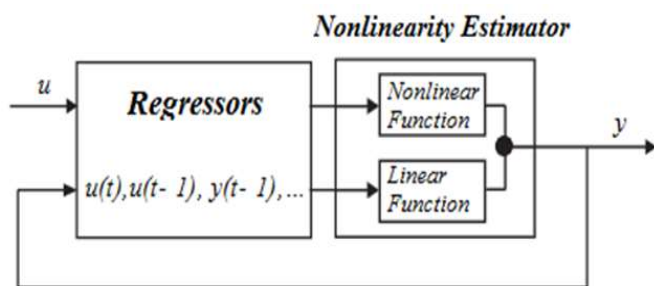 Nonlinearity Estimator
u
Regressors
u(t),u(t- 1), y(t- 1),...
Nonlinear
Function
Linear
Function
y